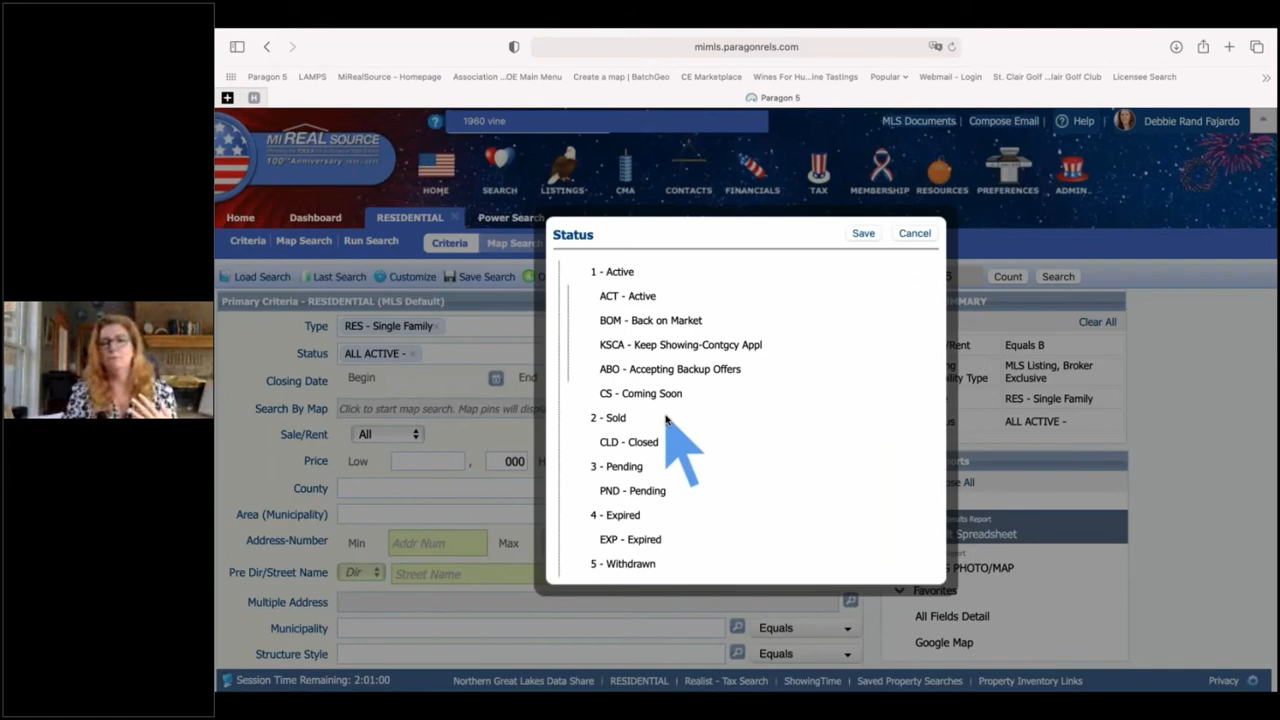 mimls.paragonrels.com
Paragon 5 LAMPS MiRealSource - Homepage Association ...OE Main Menu Create a map | BatchGeo CE Marketplace Wines For Hu...ine Tastings Popular Webmail - Login St. Clair Golf ...lair Golf Club Licensee Search
H Paragon 5
1960 vine MLS Documents Compose Email Help Debbie Rand Fajardo
MI REAL SOURCE
100th Anniversary
HOME SEARCH LISTINGS CMA CONTACTS FINANCIALS TAX MEMBERSHIP RESOURCES PREFERENCES ADMIN
Home Dashboard RESIDENTIAL Power Search
Criteria Map Search Run Search Criteria Map Search
Load Search Last Search Customize Save Search Count Search
Status Save Cancel
1 - Active
ACT - Active
BOM - Back on Market
KSCA - Keep Showing-Contgcy Appl
ABO - Accepting Backup Offers
CS - Coming Soon
2 - Sold
CLD - Closed
3 - Pending
PND - Pending
4 - Expired
EXP - Expired
5 - Withdrawn
Primary Criteria - RESIDENTIAL (MLS Default)
Type RES - Single Family
Status ALL ACTIVE -
Closing Date Begin End
Search By Map Click to start map search. Map pins will
Sale/Rent All
Price Low , 000
County
Area (Municipality)
Address-Number Min Addr Num Max
Pre Dir/Street Name Dir Street Name
Multiple Address
Municipality Equals
Structure Style Equals
Clear All
Equals B
MLS Listing, Broker
Exclusive
RES - Single Family
ALL ACTIVE -
Spreadsheet
PHOTO/MAP
Favorites
All Fields Detail
Google Map
Session Time Remaining: 2:01:00 Northern Great Lakes Data Share RESIDENTIAL Realist - Tax Search ShowingTime Saved Property Searches Property Inventory Links Privacy